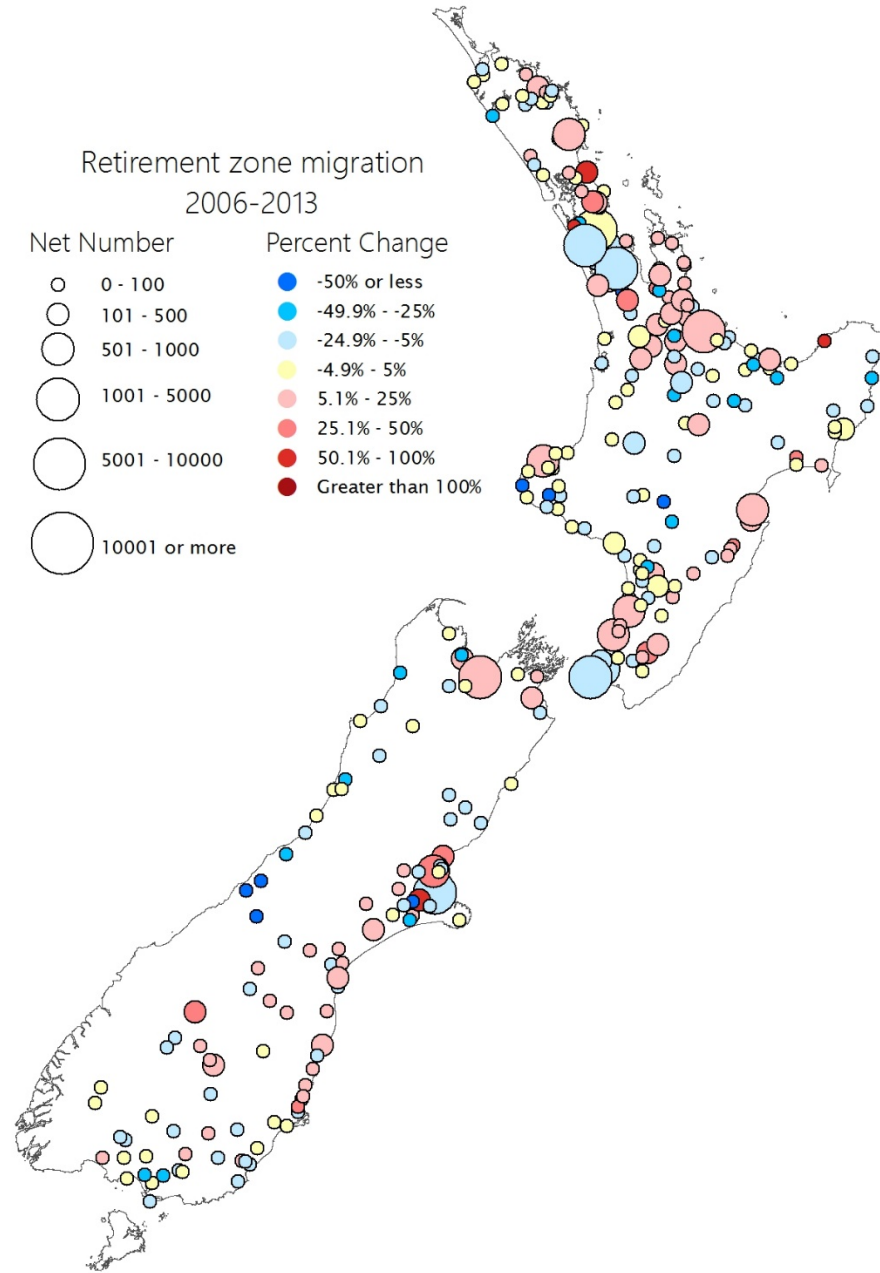 Retirement zone migration
2006-2013
Net Number
0 - 100
101 - 500
501 - 1000
1001 - 5000
5001 - 10000
10001 or more
Percent Change
-50% or less
-49.9% - -25%
-24.9% - -5%
-4.9% - 5%
5.1% - 25%
25.1% - 50%
50.1% - 100%
Greater than 100%